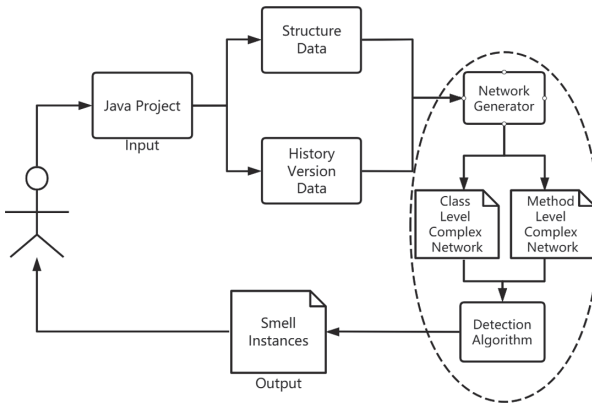 Structure
Data
Java Project
Input
History
Version
Data
Network
Generator
Class
Level
Complex
Network
Method
Level
Complex
Network
Detection
Algorithm
Smell
Instances
Output